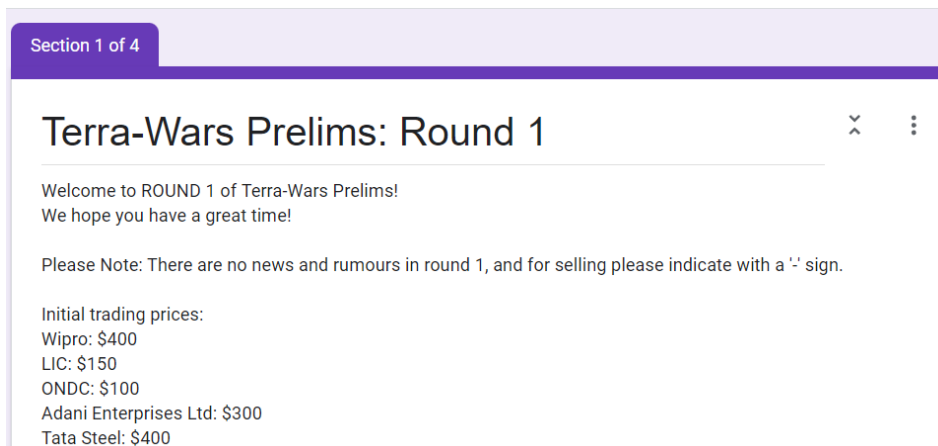 Section 1 of 4
Terra-Wars Prelims: Round 1
Welcome to ROUND 1 of Terra-Wars Prelims!
We hope you have a great time!
Please Note: There are no news and rumours in round 1, and for selling please indicate with a '-' sign.
Initial trading prices:
Wipro: $400
LIC: $150
ONDC: $100
Adani Enterprises Ltd: $300
Tata Steel: $400